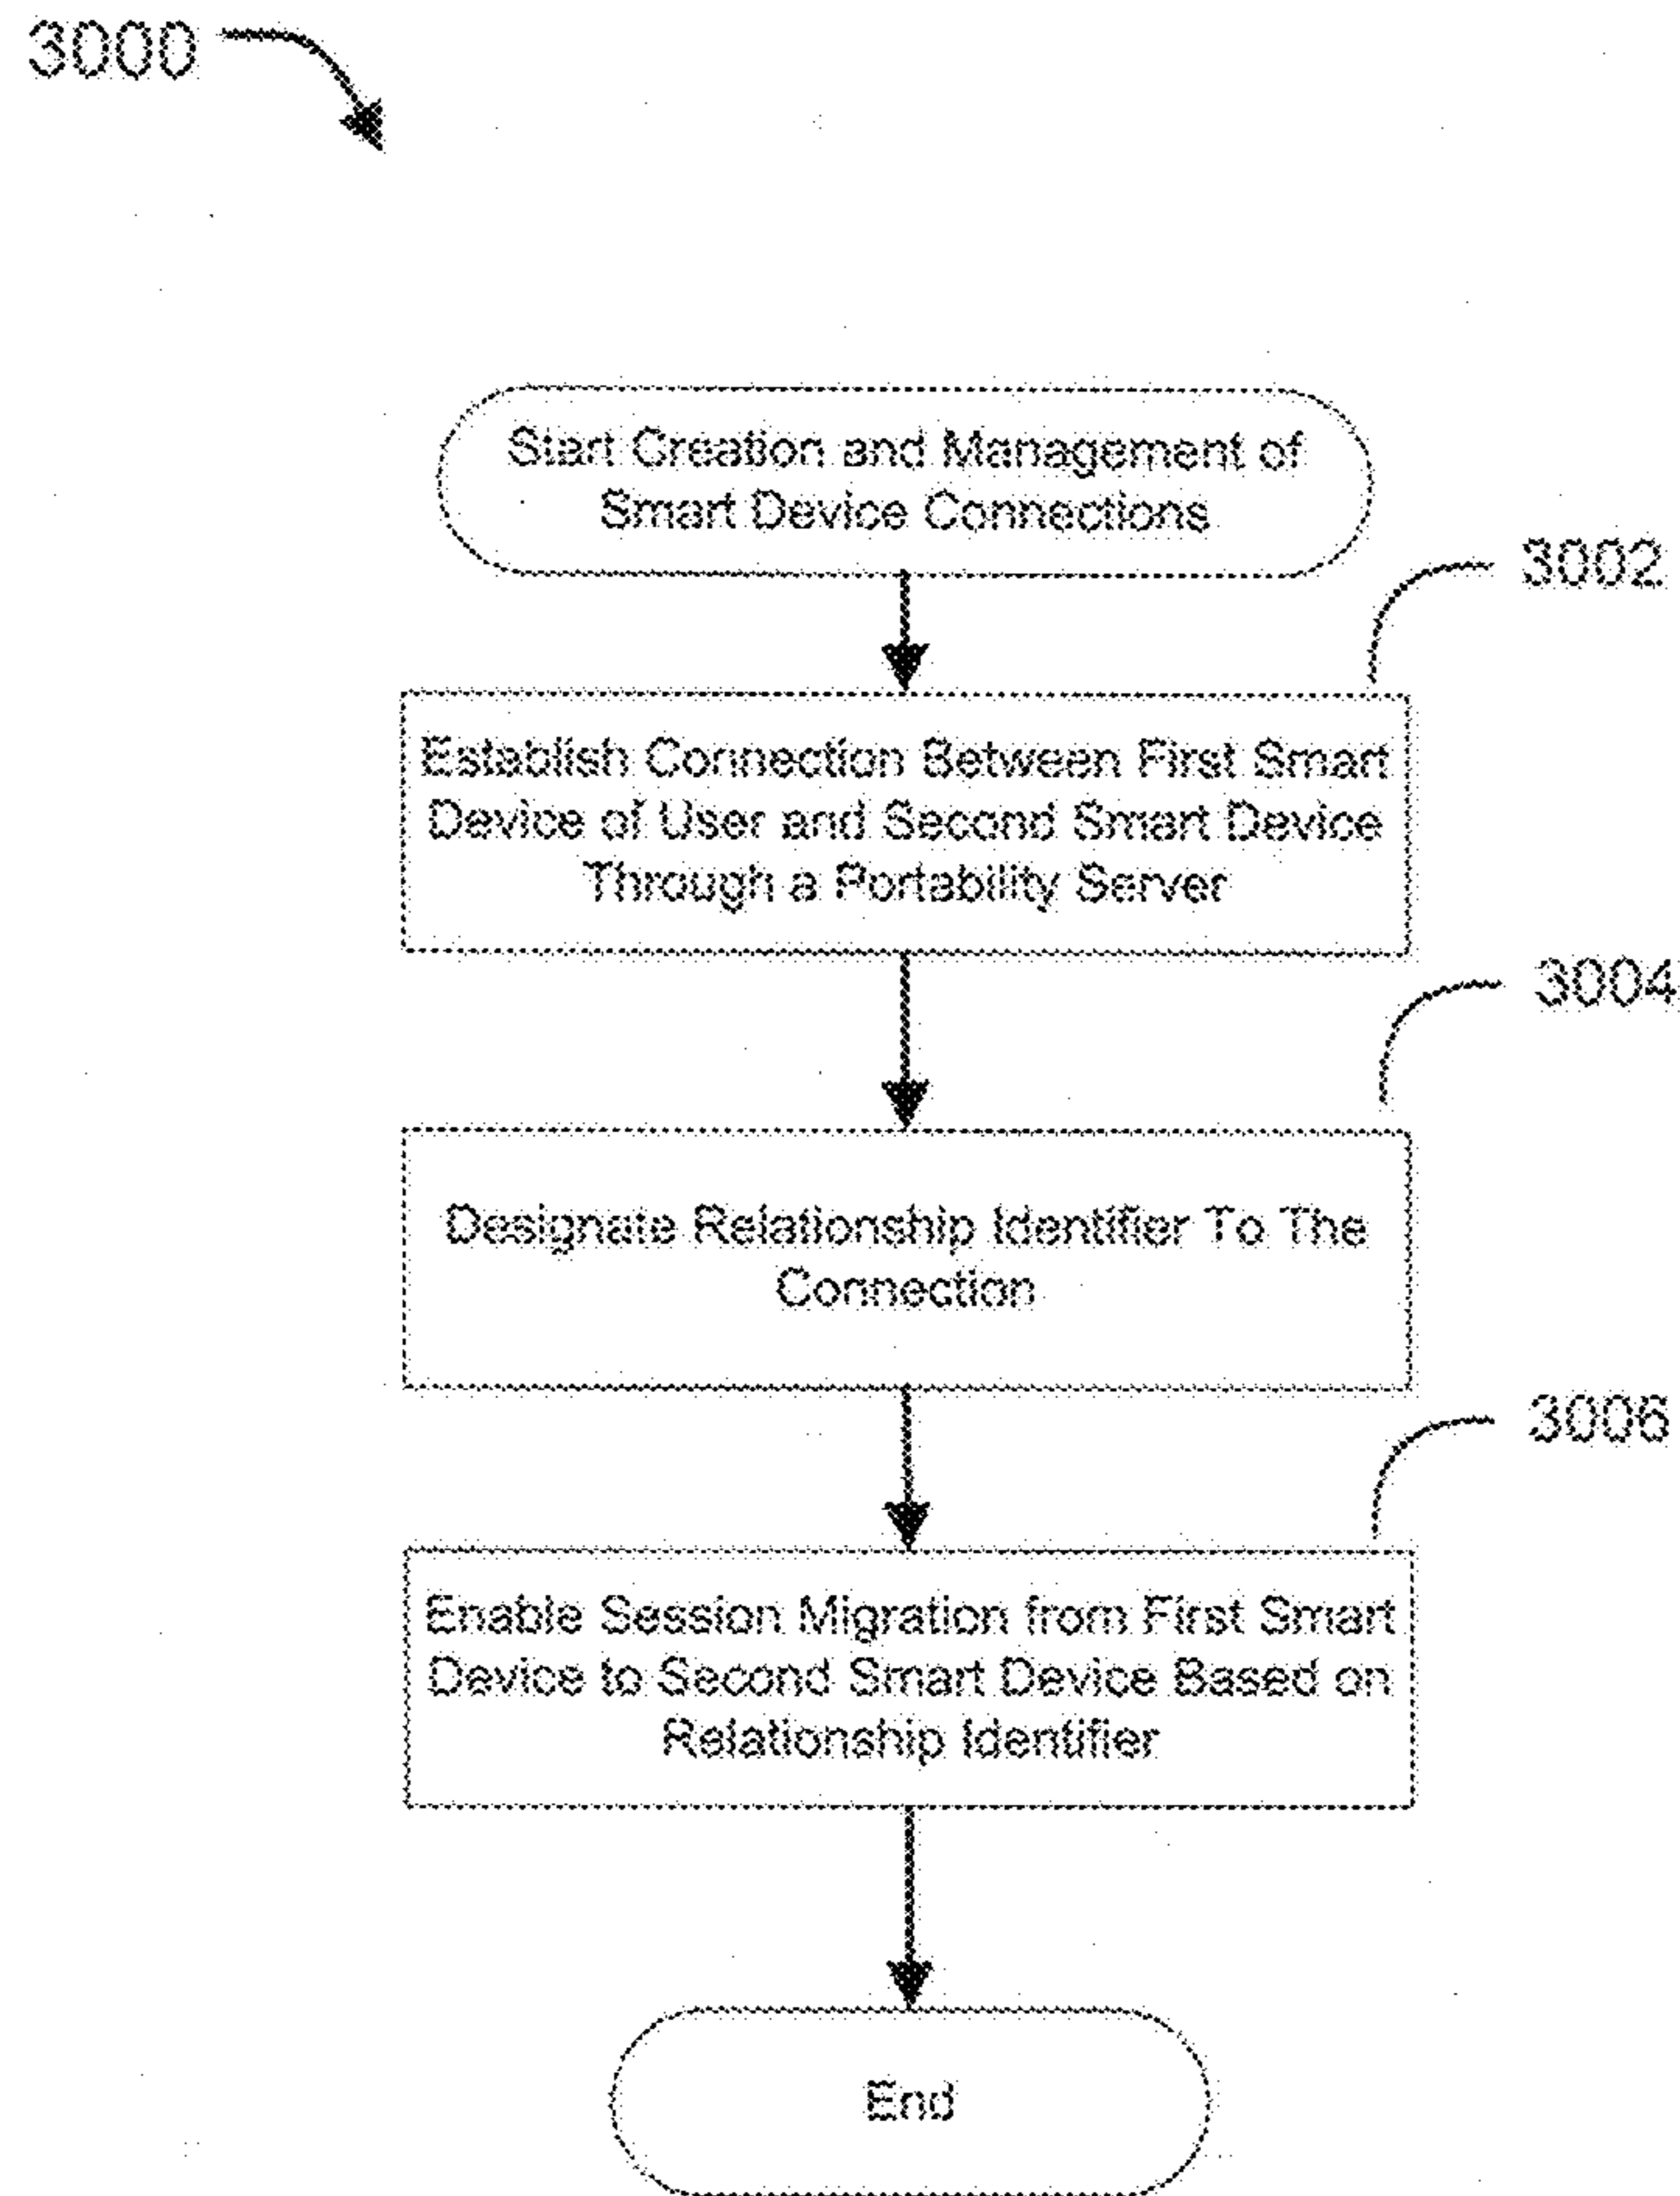 3000
Start Creation and Management of
Smart Device Connections
3002
Establish Connection Between First Smart
Device of User and Second Smart Device
Through a Portability Server
3004
Designate Relationship Identifier To The
Connection
3006
Enable Session Migration from First Smart
Device to Second Smart Device Based on
Relationship Identifier
End